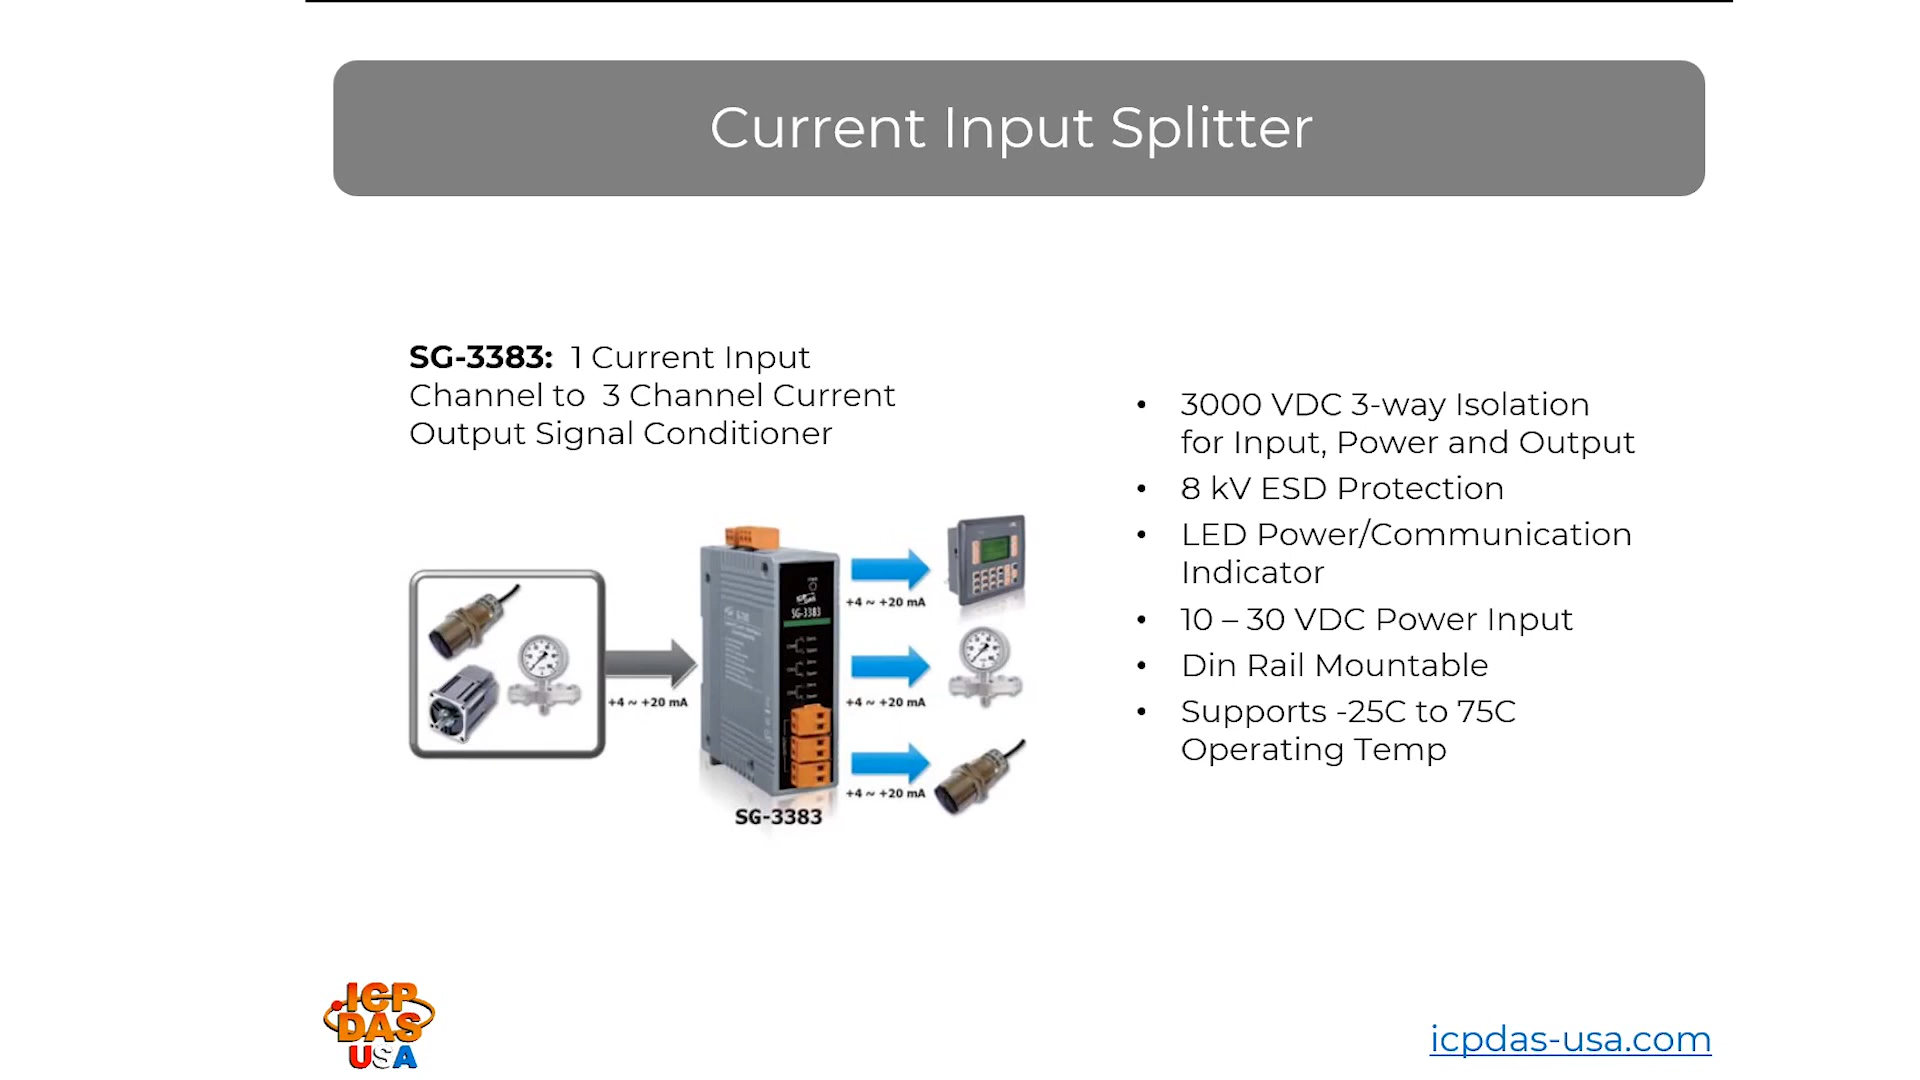 Current Input Splitter
SG-3383:  1 Current Input
Channel to  3 Channel Current
Output Signal Conditioner
• 3000 VDC 3-way Isolation
for Input, Power and Output
• 8 kV ESD Protection
• LED Power/Communication
Indicator
• 10 – 30 VDC Power Input
• Din Rail Mountable
• Supports -25C to 75C
Operating Temp
+4 ~ +20 mA
SG-3383
+4 ~ +20 mA
+4 ~ +20 mA
+4 ~ +20 mA
SG-3383
ICP
DAS
USA
icpdas-usa.com